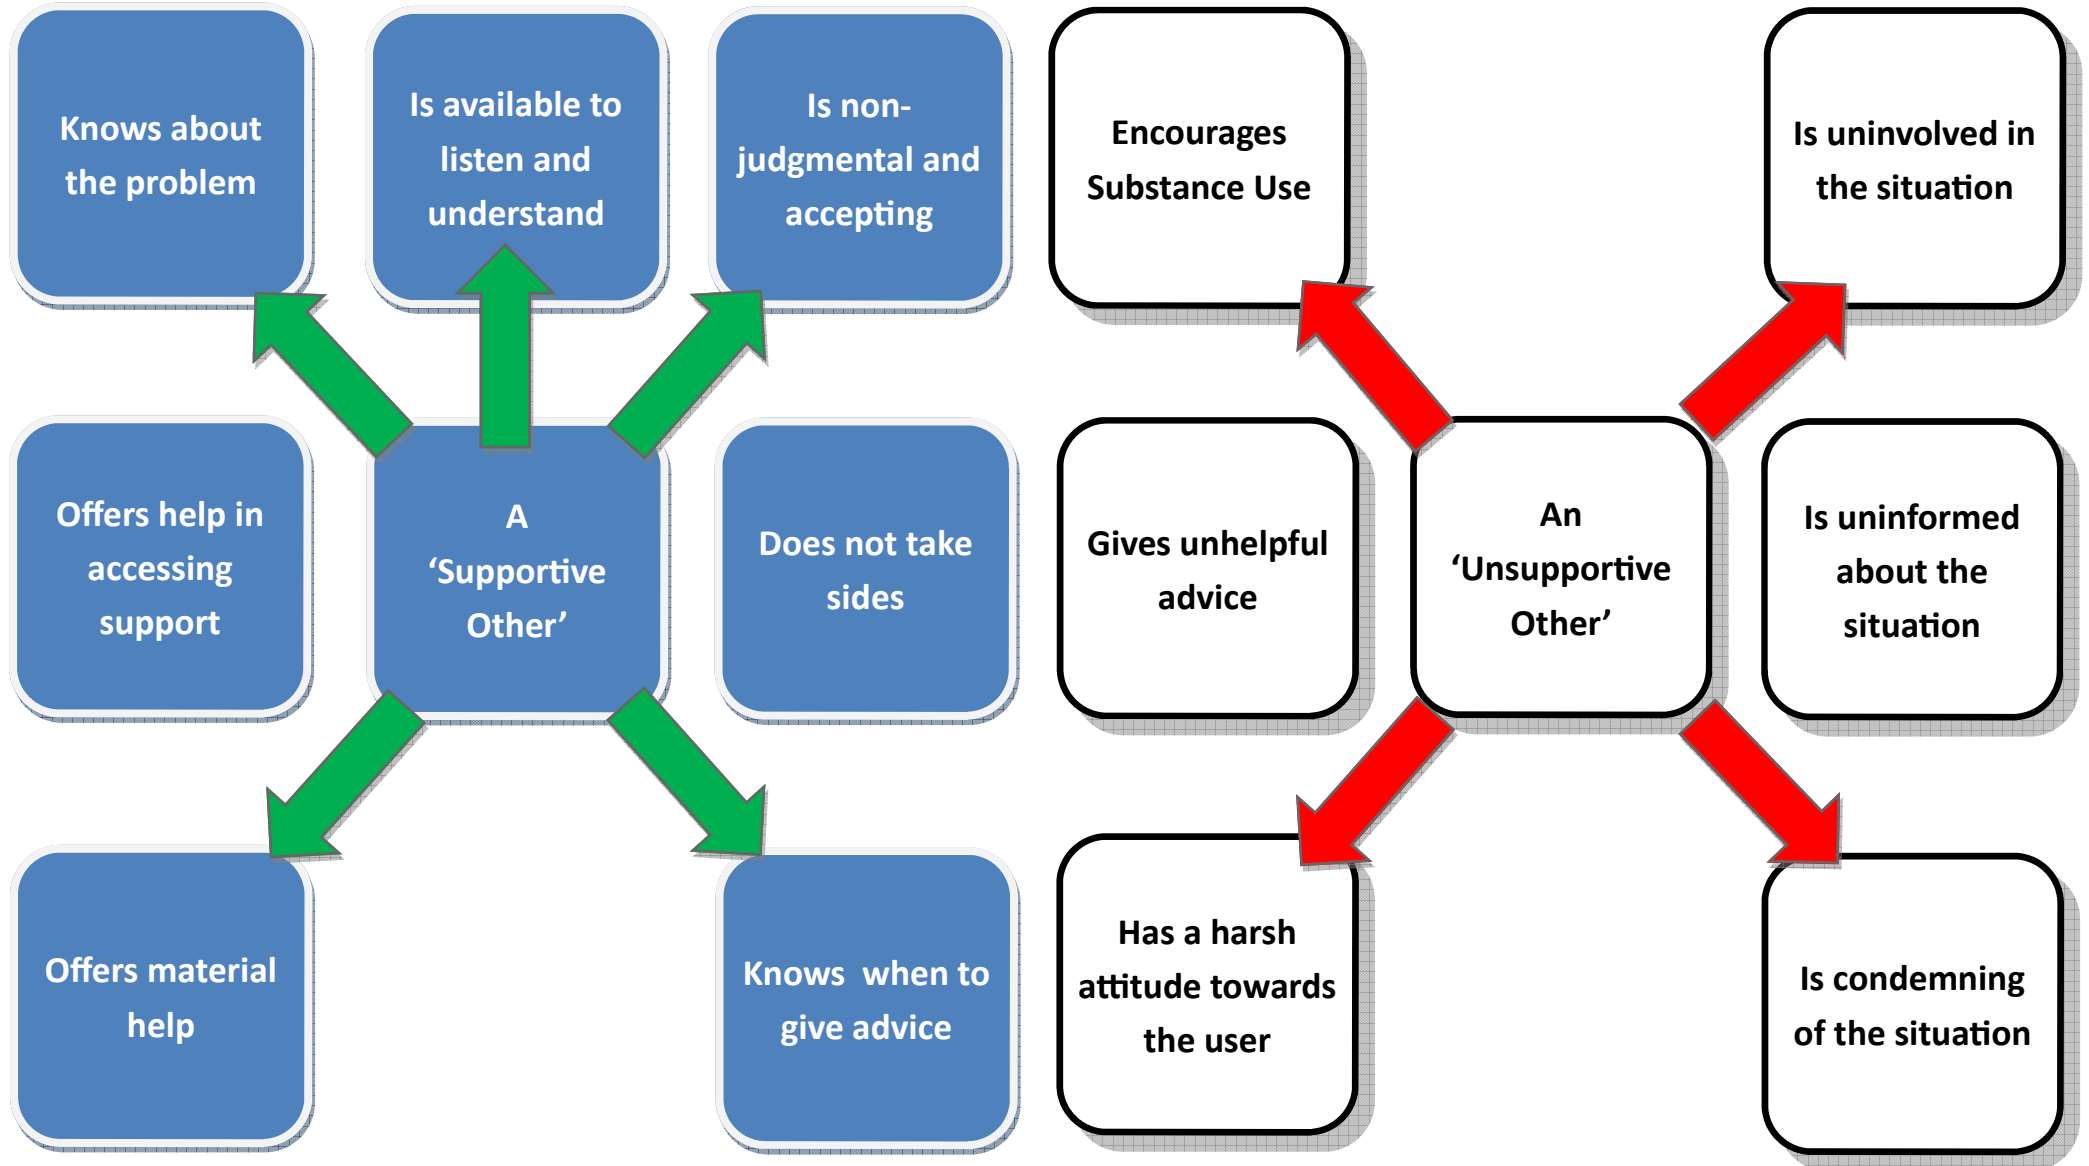 Knows about
the problem
Is available to
listen and
understand
Is non-
judgmental and
accepting
Offers help in
accessing
support
A
‘Supportive
Other’
Does not take
sides
Offers material
help
Knows  when to
give advice
Encourages
Substance Use
Is uninvolved in
the situation
Gives unhelpful
advice
An
‘Unsupportive
Other’
Is uninformed
about the
situation
Has a harsh
attitude towards
the user
Is condemning
of the situation